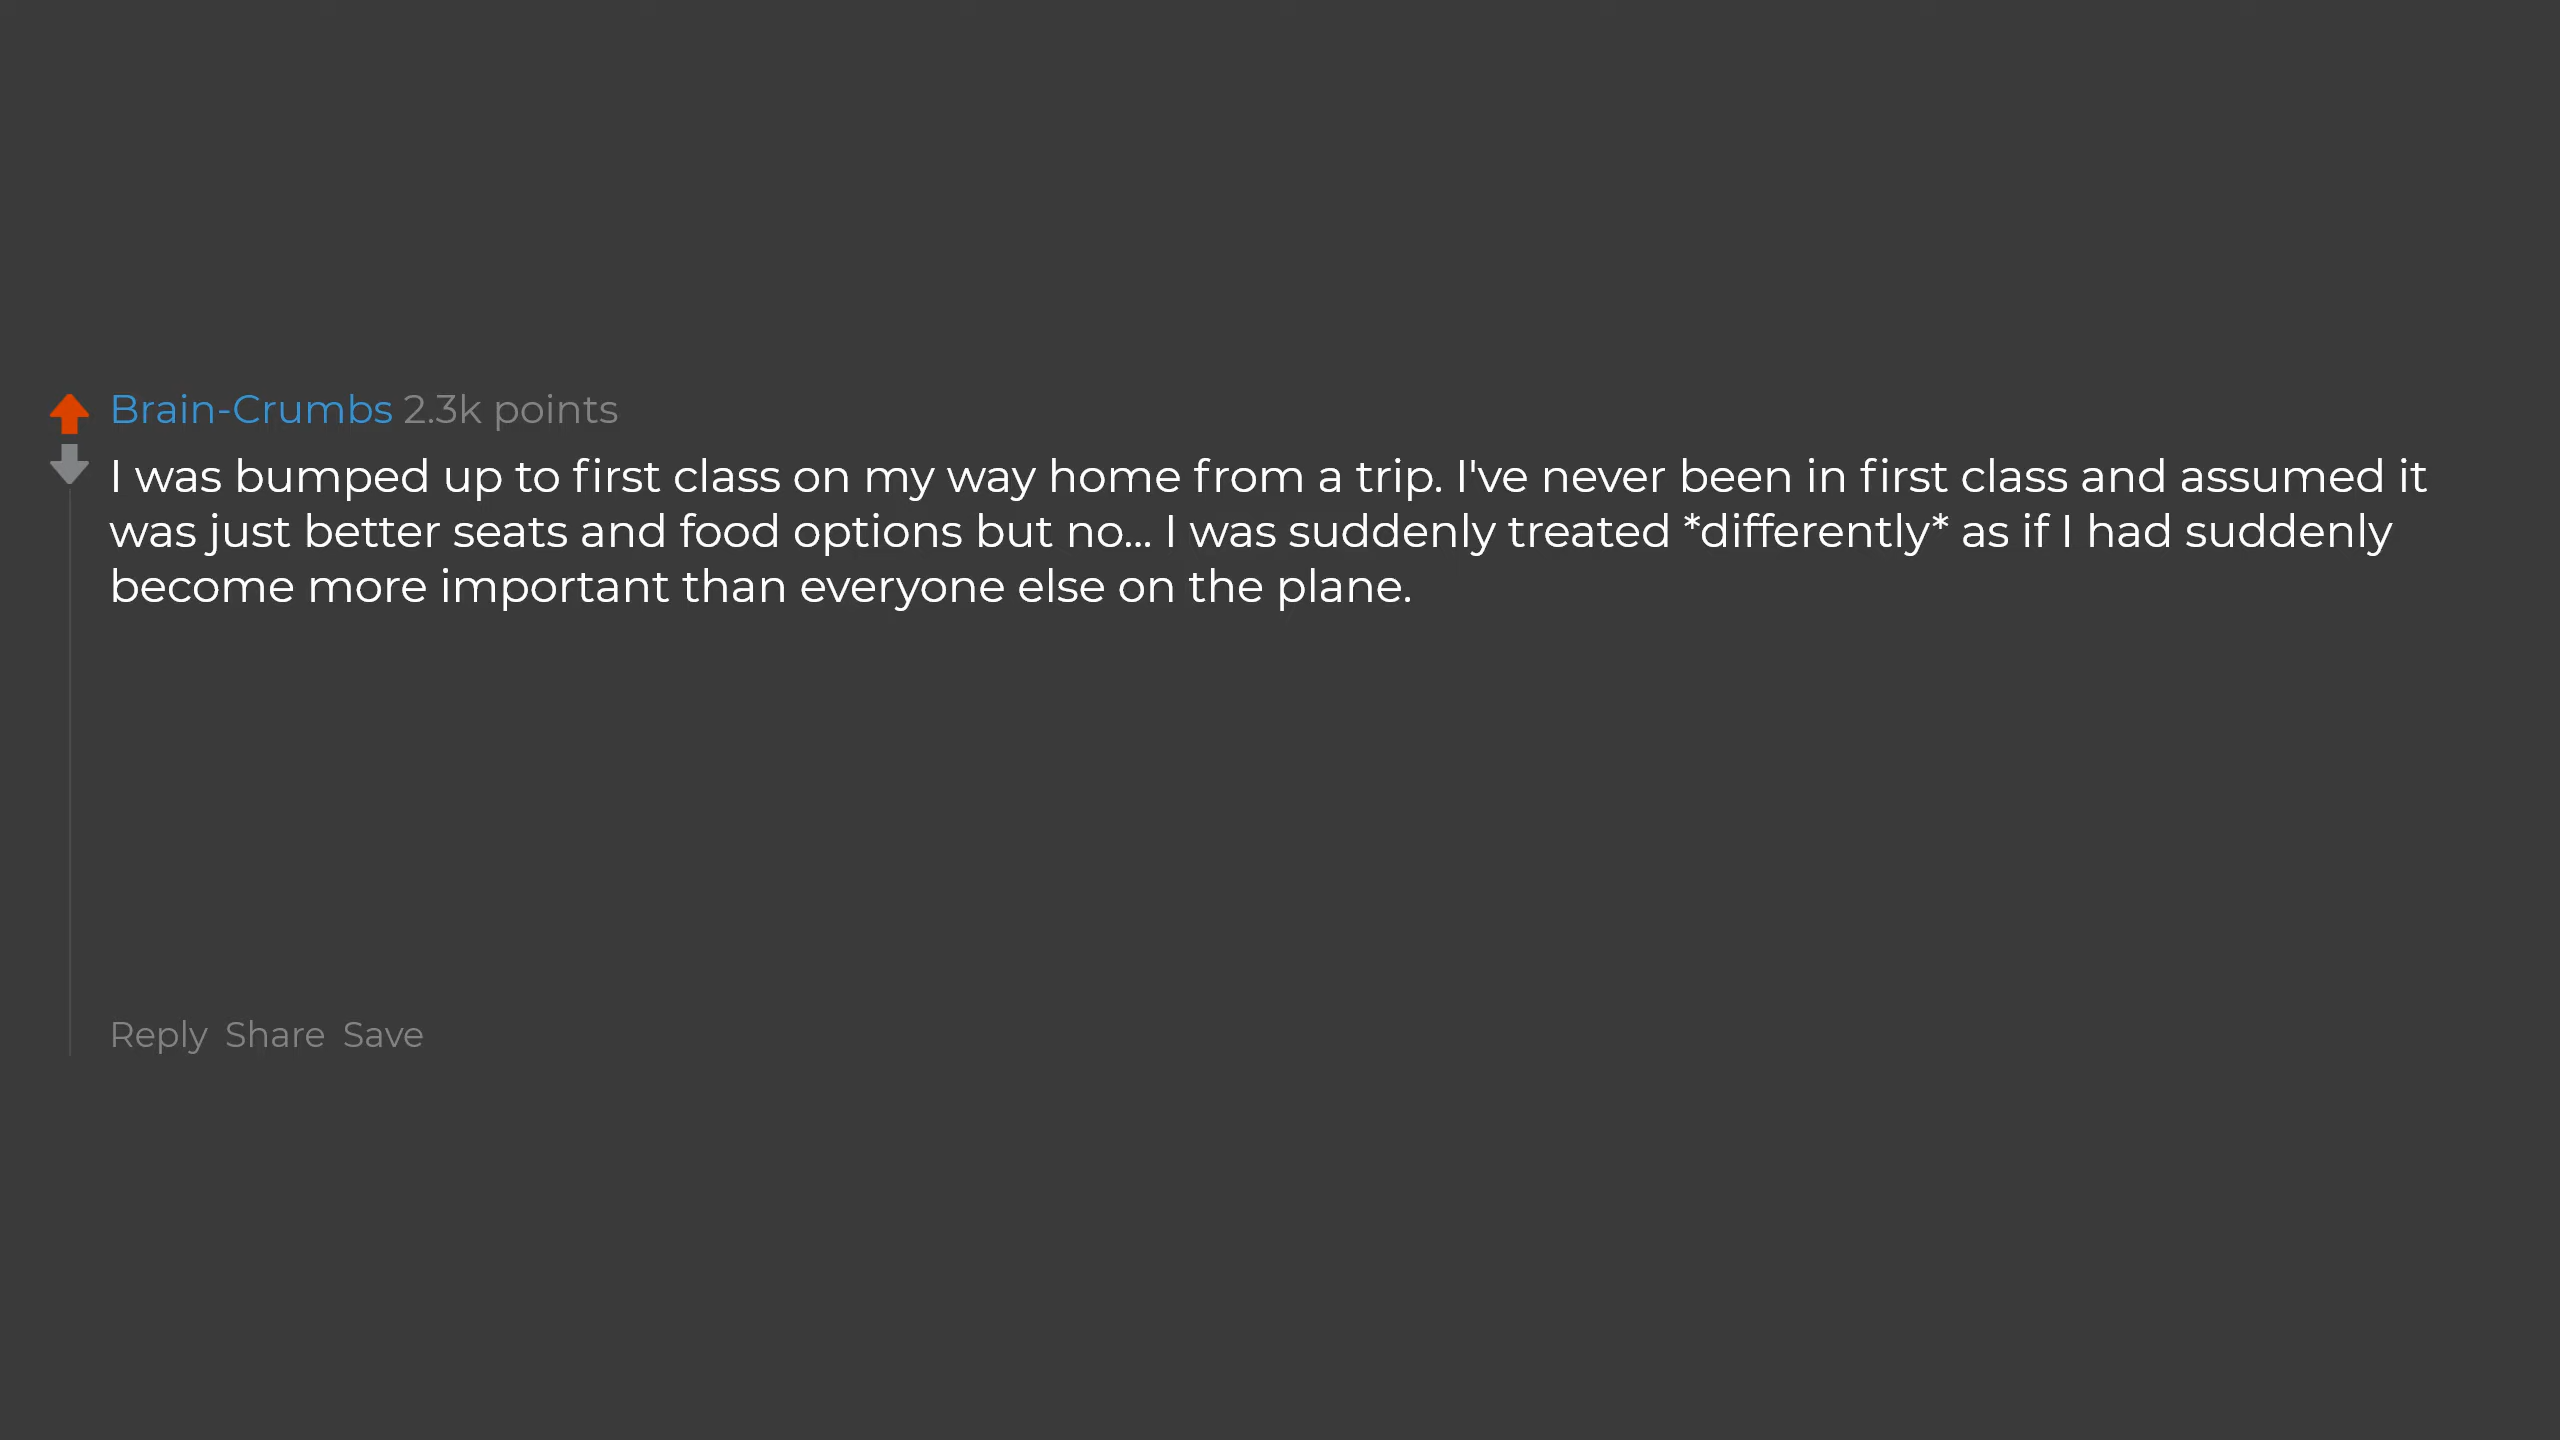 Brain-Crumbs 2.3k points
I was bumped up to first class on my way home from a trip. I've never been in first class and assumed it
was just better seats and food options but no... I was suddenly treated *differently* as if I had suddenly
become more important than everyone else on the plane.
Reply Share Save